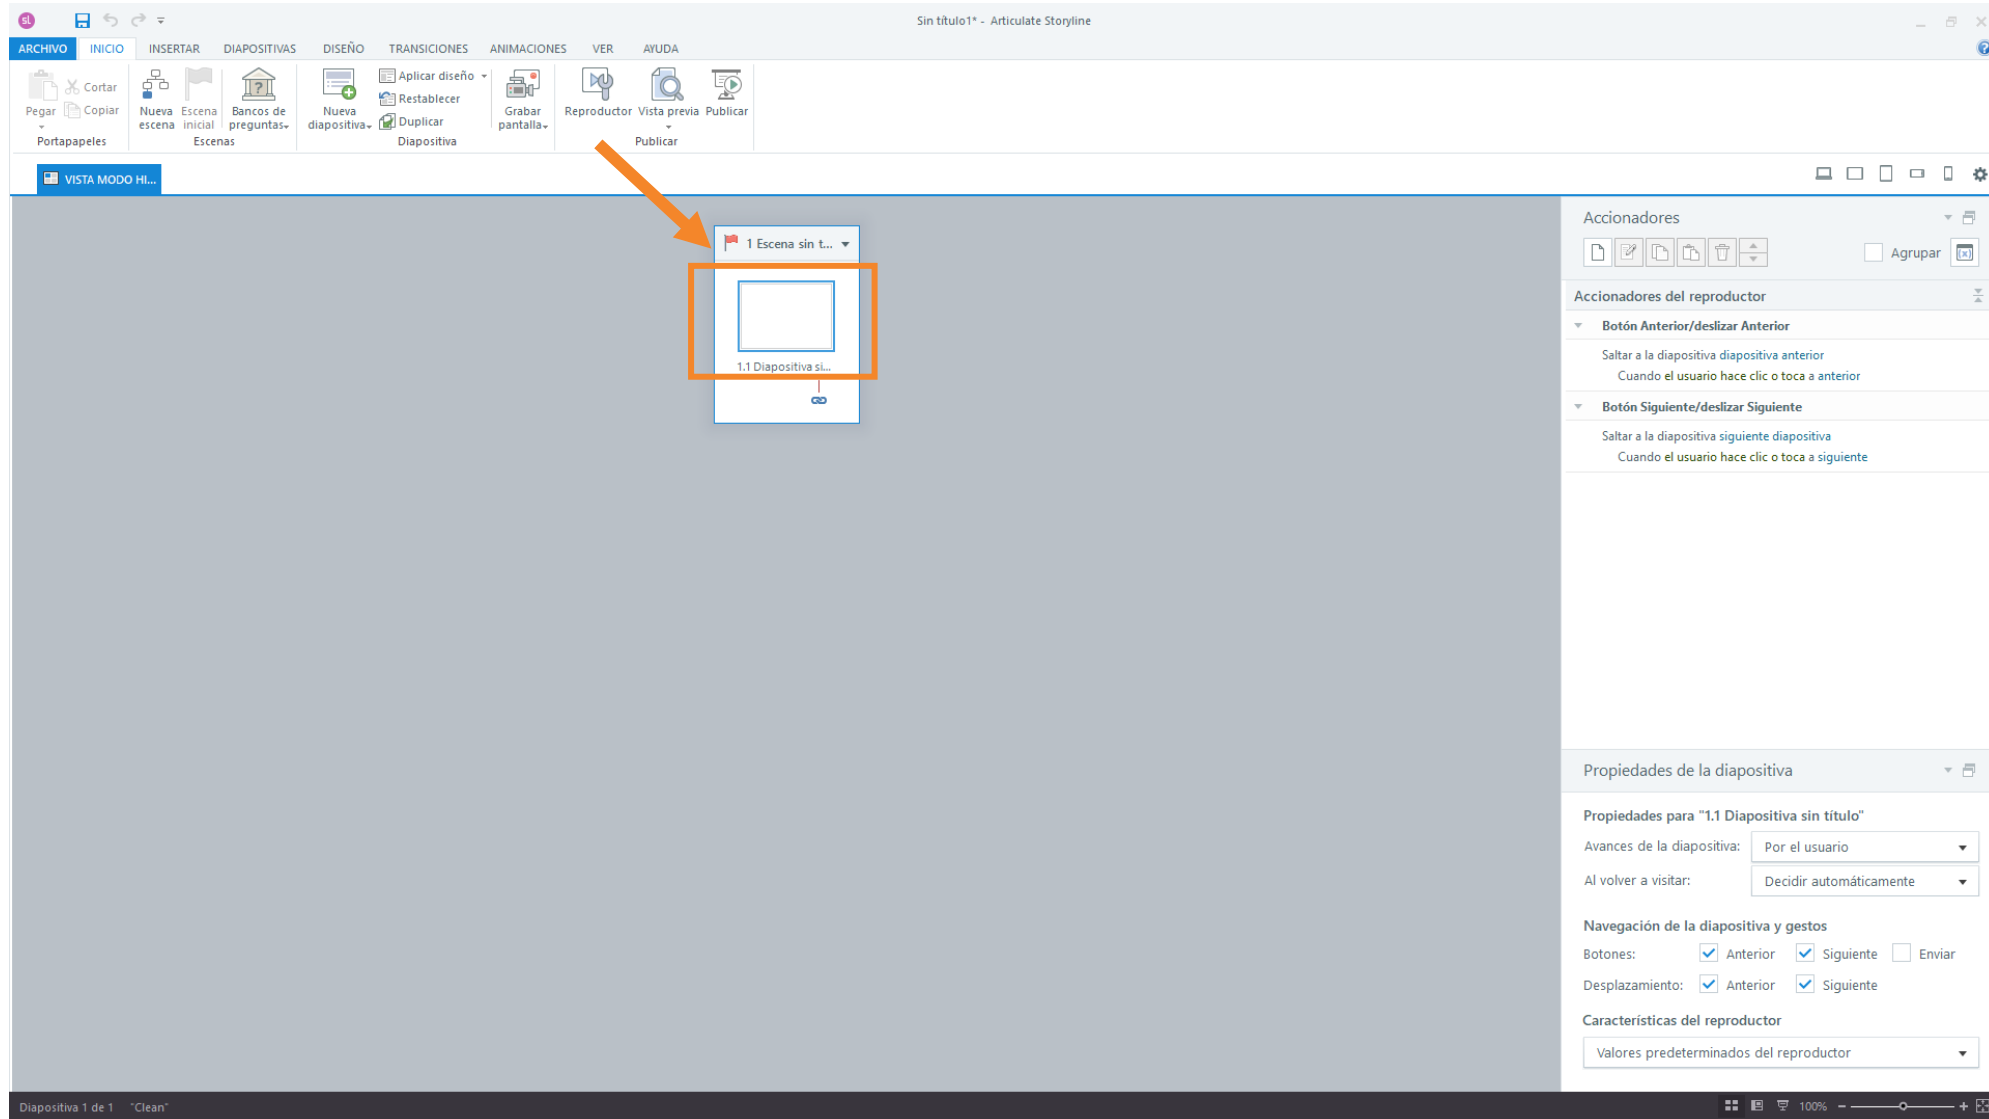 sl
Sin título1* - Articulate Storyline
ARCHIVO INICIO INSERTAR DIAPOSITIVAS DISEÑO TRANSICIONES ANIMACIONES VER AYUDA
Pegar
Cortar
Copiar
Portapapeles
Nueva escena
Escena inicial
Bancos de preguntas
Escenas
Nueva diapositiva
Aplicar diseño
Restablecer
Duplicar
Diapositiva
Grabar pantalla
Reproductor
Vista previa
Publicar
Publicar
VISTA MODO HI...
1 Escena sin t...
1.1 Diapositiva si...
Accionadores
Agrupar
Accionadores del reproductor
Botón Anterior/deslizar Anterior
Saltar a la diapositiva diapositiva anterior
Cuando el usuario hace clic o toca a anterior
Botón Siguiente/deslizar Siguiente
Saltar a la diapositiva siguiente diapositiva
Cuando el usuario hace clic o toca a siguiente
Propiedades de la diapositiva
Propiedades para "1.1 Diapositiva sin título"
Avances de la diapositiva: Por el usuario
Al volver a visitar: Decidir automáticamente
Navegación de la diapositiva y gestos
Botones: Anterior Siguiente Enviar
Desplazamiento: Anterior Siguiente
Características del reproductor
Valores predeterminados del reproductor
Diapositiva 1 de 1 "Clean" 100%